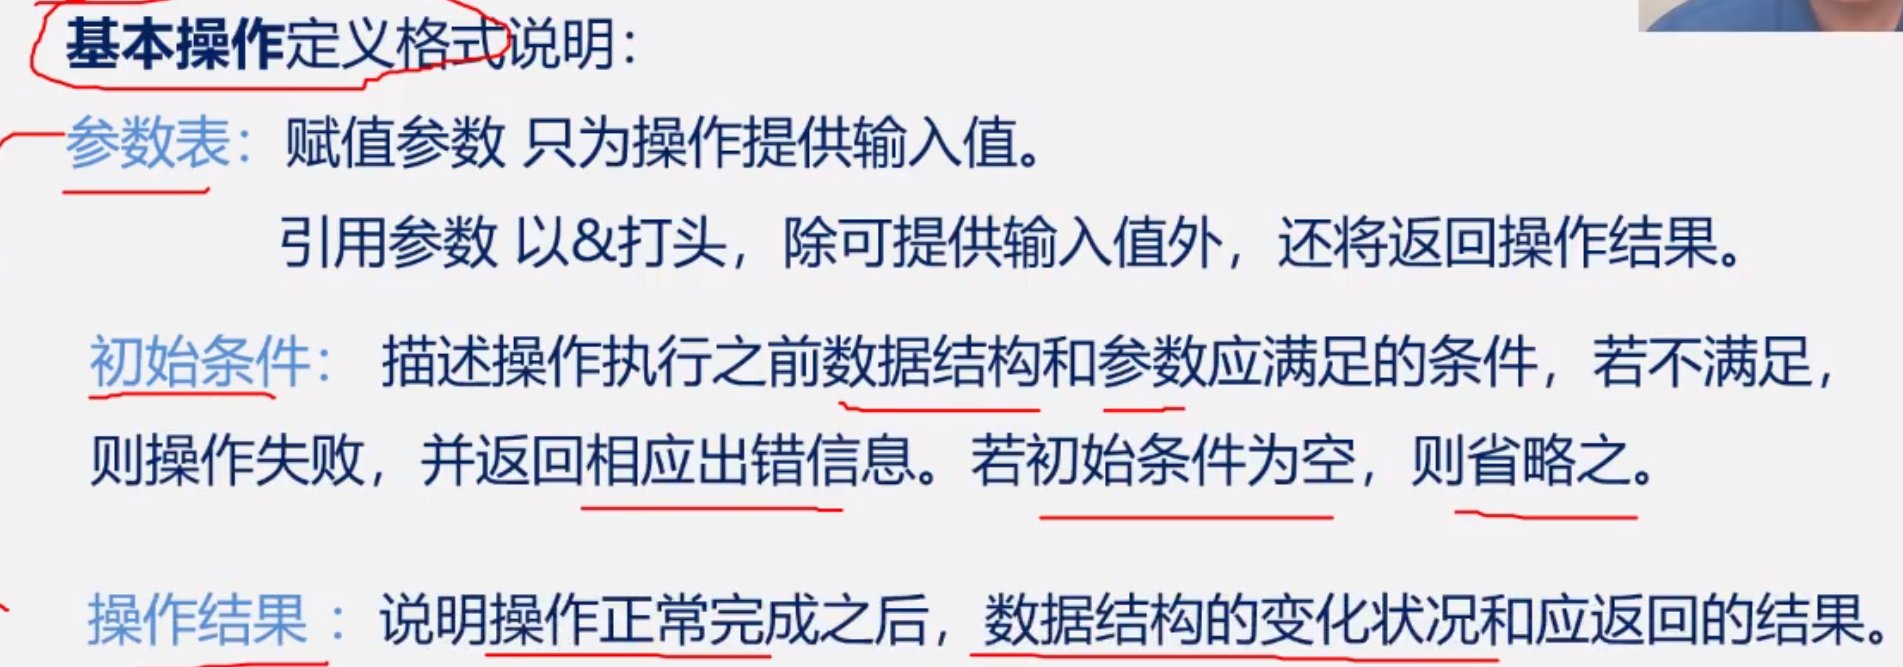 基本操作定义格式说明：
参数表：赋值参数 只为操作提供输入值。
引用参数 以&打头，除可提供输入值外，还将返回操作结果。
初始条件： 描述操作执行之前数据结构和参数应满足的条件，若不满足，
则操作失败，并返回相应出错信息。若初始条件为空，则省略之。
操作结果 ：说明操作正常完成之后，数据结构的变化状况和应返回的结果。